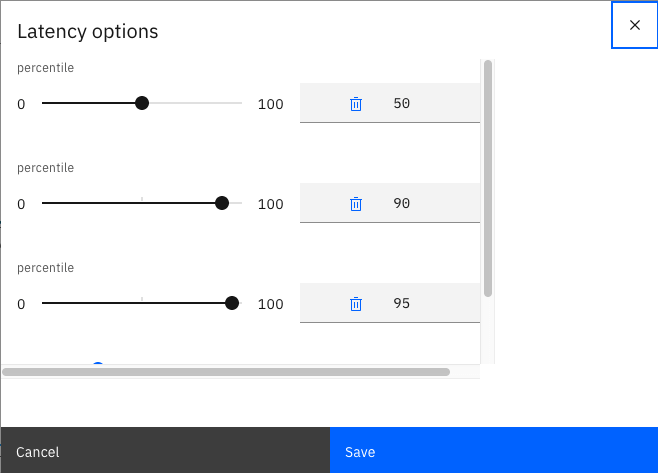 Latency options
percentile
0 100 50
percentile
0 100 90
percentile
0 100 95
Cancel Save